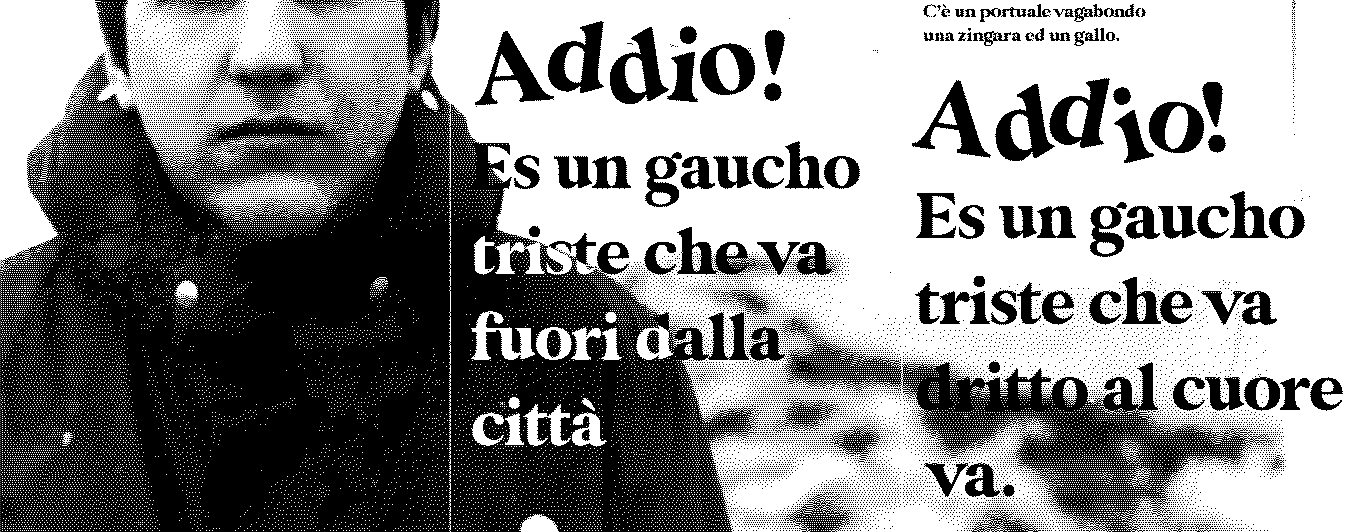 Addio!
Es un gaucho
triste che va
fuori dalla
città
C'è un portuale vagabondo
una zingara ed un gallo.
Addio!
Es un gaucho
triste che va
dritto al cuore
va.